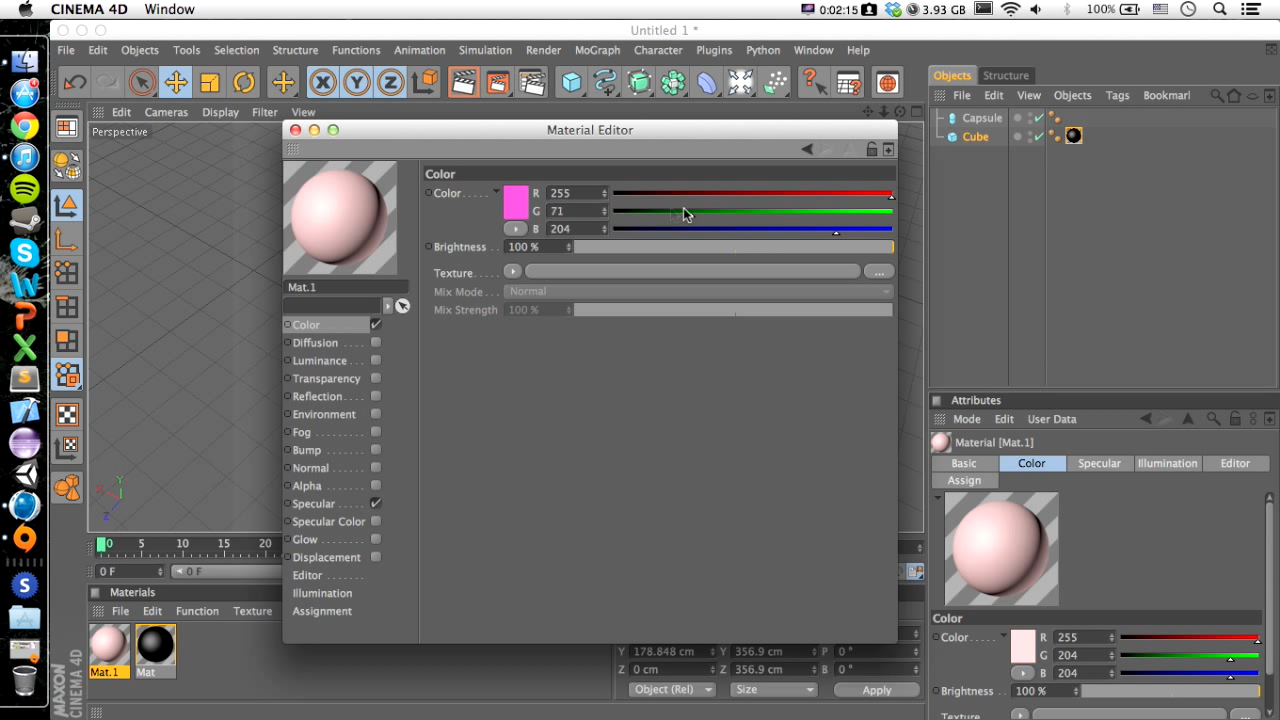 CINEMA 4D Window 0:02:15 3.93 GB 100%
Untitled 1 *
File Edit Objects Tools Selection Structure Functions Animation Simulation Render MoGraph Character Plugins Python Window Help
X Y Z
Objects Structure
File Edit View Objects Tags Bookmarl
Capsule
Cube
Edit Cameras Display Filter View
Perspective
Material Editor
Color
Color R 255
G 71
B 204
Brightness 100 %
Texture ...
Mix Mode Normal
Mix Strength 100 %
Mat.1
Color
Diffusion
Luminance
Transparency
Reflection
Environment
Fog
Bump
Normal
Alpha
Specular
Specular Color
Glow
Displacement
Editor
Illumination
Assignment
Y
X
Z
0 5 10 15 20
0 F 0 F
Materials
File Edit Function Texture
Mat.1 Mat
Y 178.848 cm Y 356.9 cm P 0 °
Z 0 cm Z 356.9 cm B 0 °
Object (Rel) Size Apply
Attributes
Mode Edit User Data
Material [Mat.1]
Basic Color Specular Illumination Editor
Assign
Color
Color R 255
G 204
B 204
Brightness 100 %
Texture ...
MAXON
CINEMA 4D